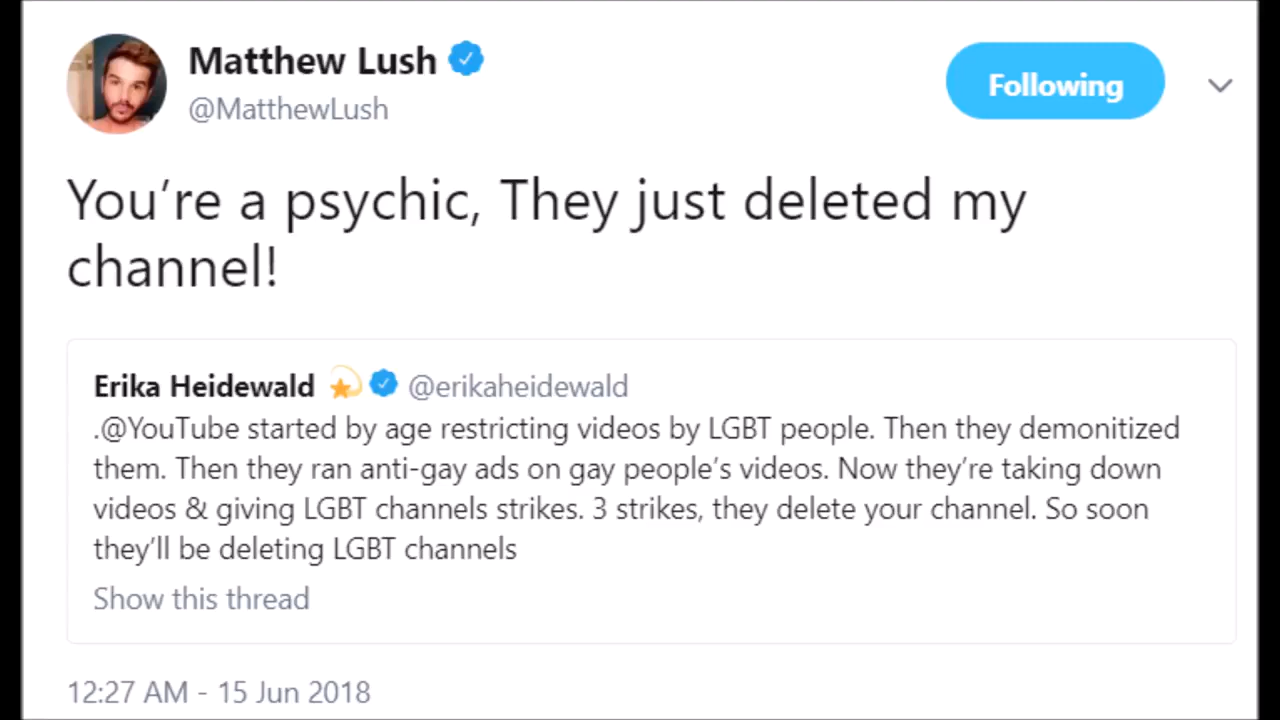 Matthew Lush
Following
@MatthewLush
You’re a psychic, They just deleted my
channel!
Erika Heidewald 💫 @erikaheidewald
.@YouTube started by age restricting videos by LGBT people. Then they demonitized
them. Then they ran anti-gay ads on gay people’s videos. Now they’re taking down
videos & giving LGBT channels strikes. 3 strikes, they delete your channel. So soon
they’ll be deleting LGBT channels
Show this thread
12:27 AM - 15 Jun 2018